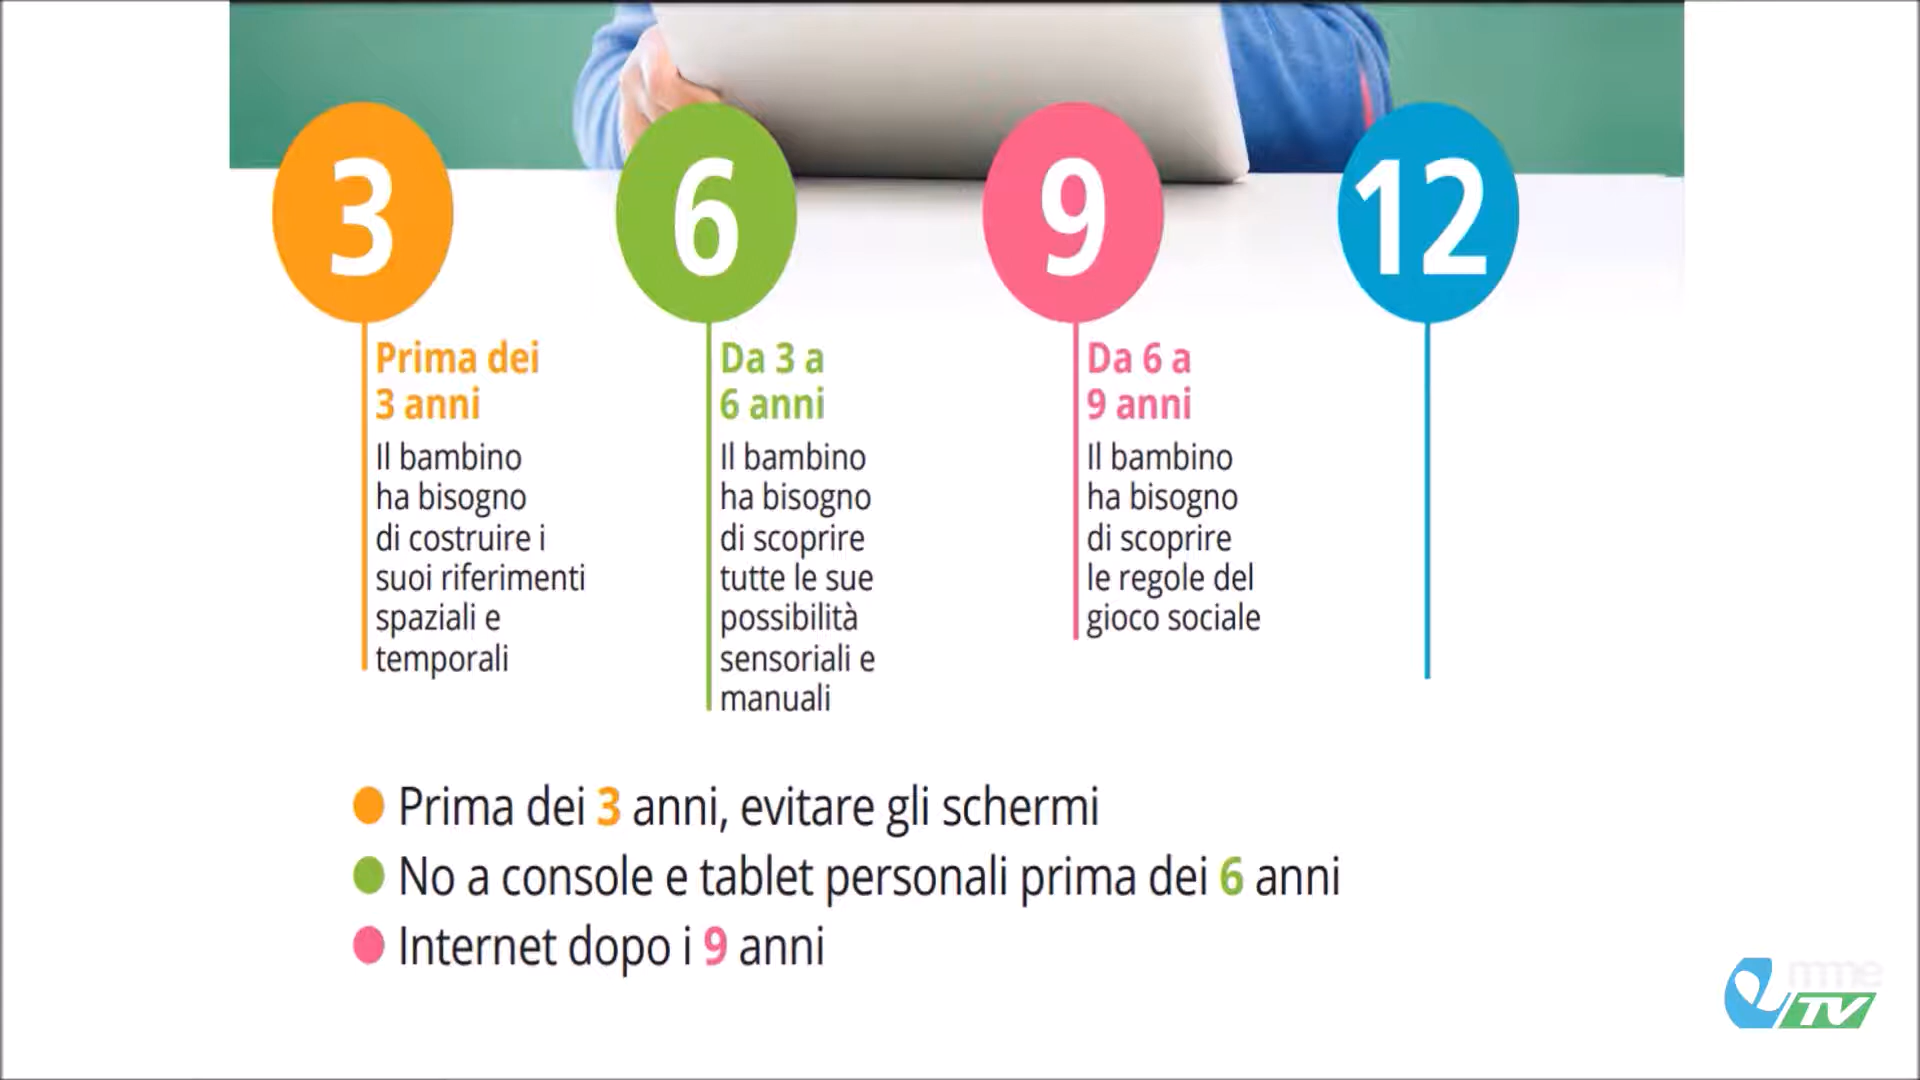 3
6
9
12
Prima dei
3 anni
Il bambino
ha bisogno
di costruire i
suoi riferimenti
spaziali e
temporali
Da 3 a
6 anni
Il bambino
ha bisogno
di scoprire
tutte le sue
possibilità
sensoriali e
manuali
Da 6 a
9 anni
Il bambino
ha bisogno
di scoprire
le regole del
gioco sociale
Prima dei 3 anni, evitare gli schermi
No a console e tablet personali prima dei 6 anni
Internet dopo i 9 anni
mme
TV